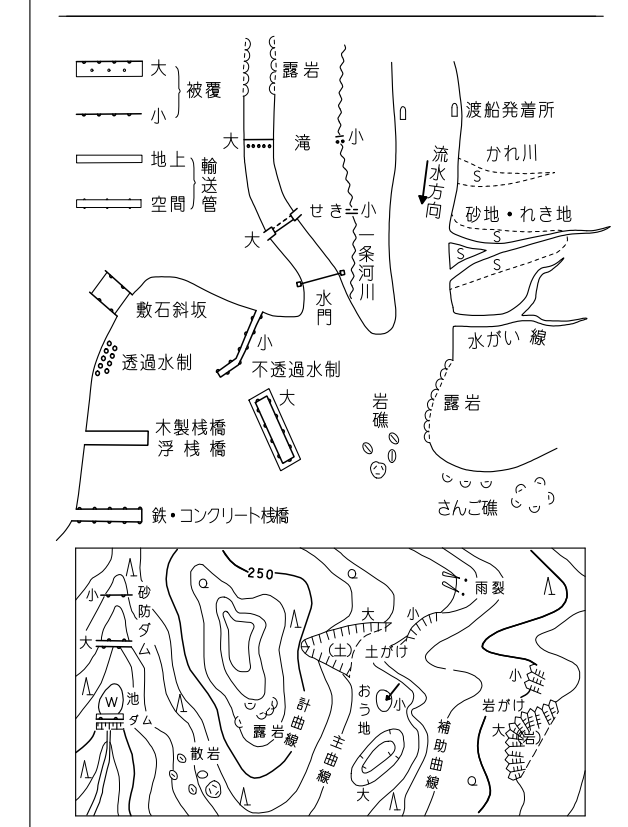 大
小
被覆
地上
空間
輸送管
露岩
大
滝
小
せき
小
大
一条河川
水門
渡船発着所
流水方向
かれ川
S
砂地・れき地
S
S
S
水がい線
敷石斜坂
透過水制
小
不透過水制
大
木製桟橋
浮桟橋
鉄・コンクリート桟橋
岩礁
露岩
さんご礁
小
砂防ダム
大
W
池
ダム
250
大
小
雨裂
(土)
土がけ
おう地
小
大
計曲線
主曲線
補助曲線
露岩
散岩
小
岩がけ
大
(岩)